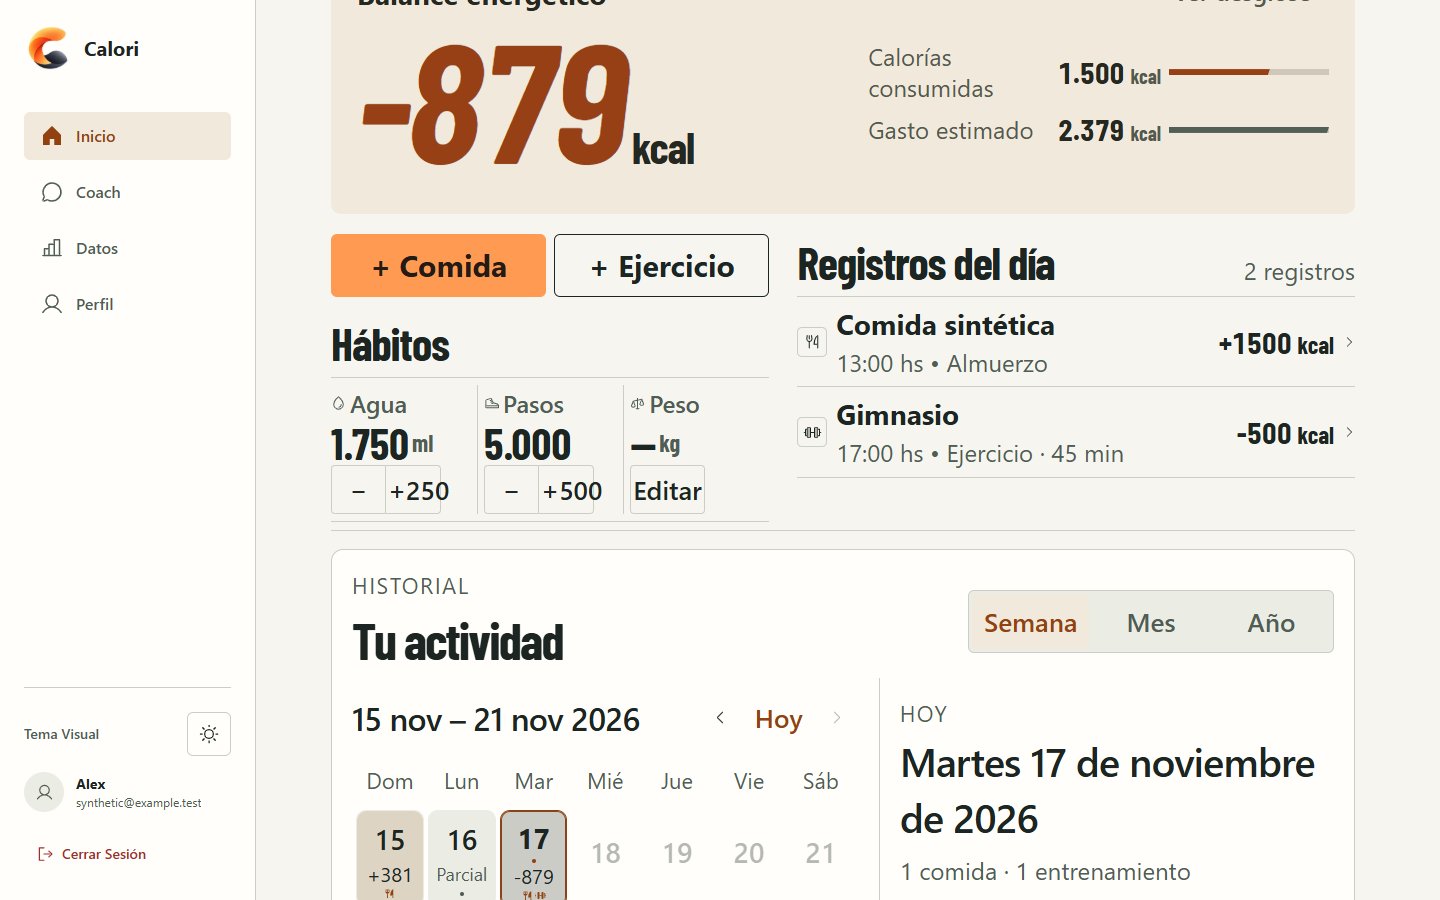 Calori
Inicio
Coach
Datos
Perfil
Tema Visual
Alex
synthetic@example.test
Cerrar Sesión
Balance energético
Ver desglose
-879 kcal
Calorías consumidas
1.500 kcal
Gasto estimado
2.379 kcal
+ Comida
+ Ejercicio
Hábitos
Agua
1.750 ml
– +250
Pasos
5.000
– +500
Peso
– kg
Editar
Registros del día
2 registros
Comida sintética
13:00 hs • Almuerzo
+1500 kcal
Gimnasio
17:00 hs • Ejercicio · 45 min
-500 kcal
HISTORIAL
Tu actividad
Semana Mes Año
15 nov – 21 nov 2026
Hoy
Dom Lun Mar Mié Jue Vie Sáb
15 16 17 18 19 20 21
+381 Parcial -879
HOY
Martes 17 de noviembre
de 2026
1 comida · 1 entrenamiento